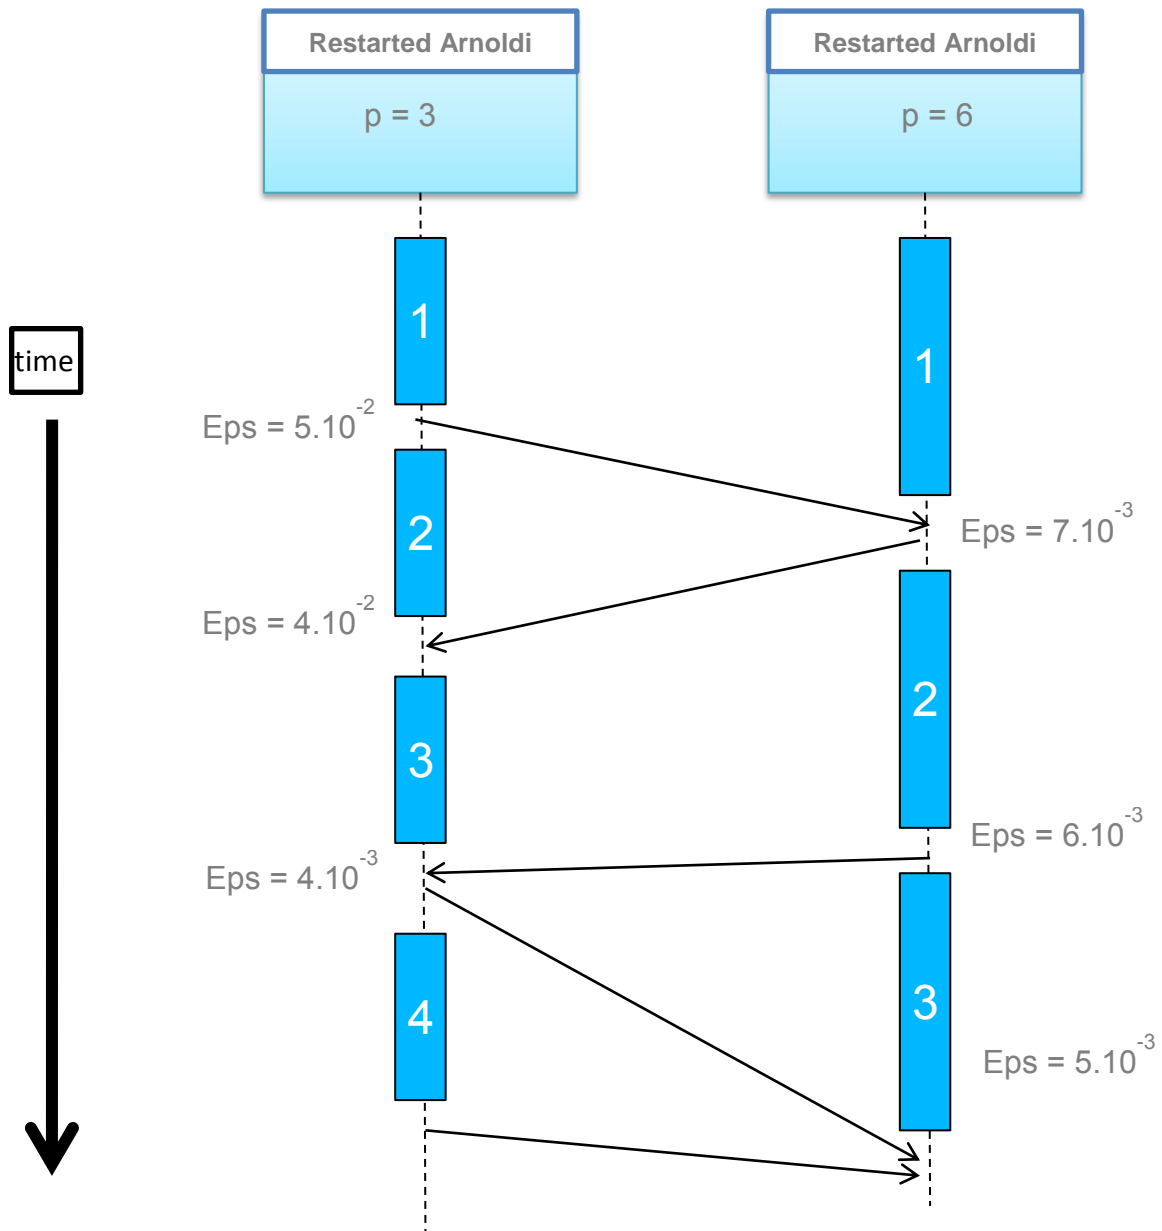 Restarted Arnoldi
Restarted Arnoldi
p = 3
p = 6
1
1
time
Eps = 5.10^-2
2
Eps = 7.10^-3
Eps = 4.10^-2
2
3
Eps = 6.10^-3
Eps = 4.10^-3
4
3
Eps = 5.10^-3